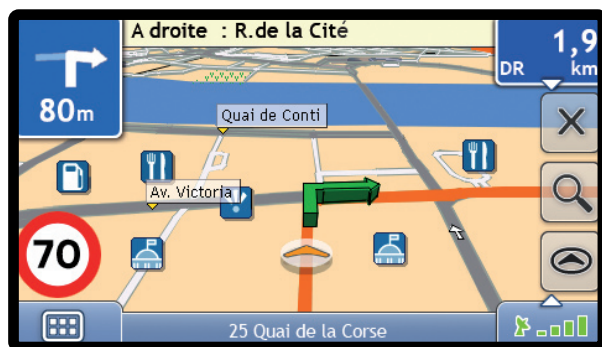 A droite : R.de la Cité
1,9
DR km
80m
Quai de Conti
Av. Victoria
70
25 Quai de la Corse